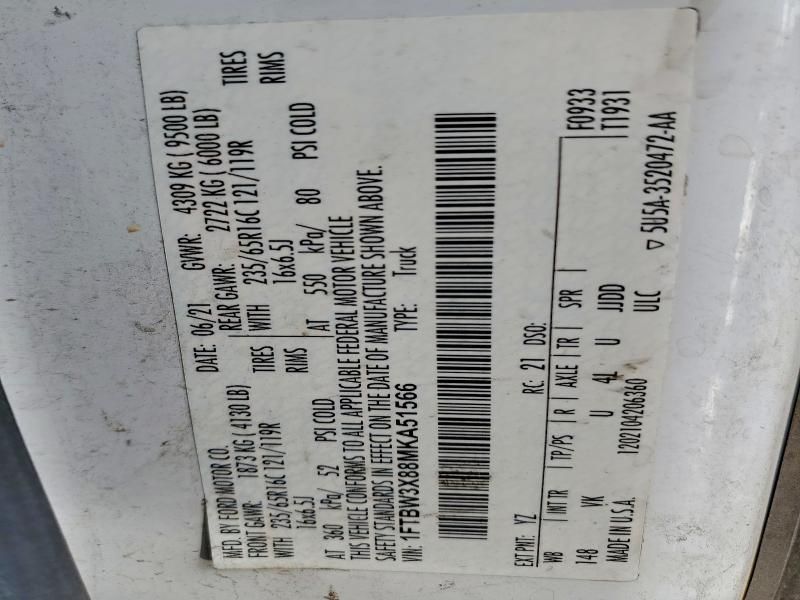 MFD. BY FORD MOTOR CO.
DATE: 06/21 GVWR: 4309 KG ( 9500 LB)
FRONT GAWR: 1873 KG ( 4130 LB)
REAR GAWR: 2722 KG ( 6000 LB)
WITH 235/65R16C 121/119R TIRES
WITH 235/65R16C 121/119R TIRES
16x6.5J RIMS
16x6.5J RIMS
AT 360 kPa/ 52 PSI COLD
AT 550 kPa/ 80 PSI COLD
THIS VEHICLE CONFORMS TO ALL APPLICABLE FEDERAL MOTOR VEHICLE
SAFETY STANDARDS IN EFFECT ON THE DATE OF MANUFACTURE SHOWN ABOVE.
VIN: 1FTBW3X88MKA51566 TYPE: Truck
EXT PNT: YZ RC: 21 DSO: F0933
WB INT TR TP/PS R AXLE TR SPR T1931
148 VK U 4L U JJDD
MADE IN U.S.A. 1202104206360 ULC
▽ 5U5A-3520472-AA